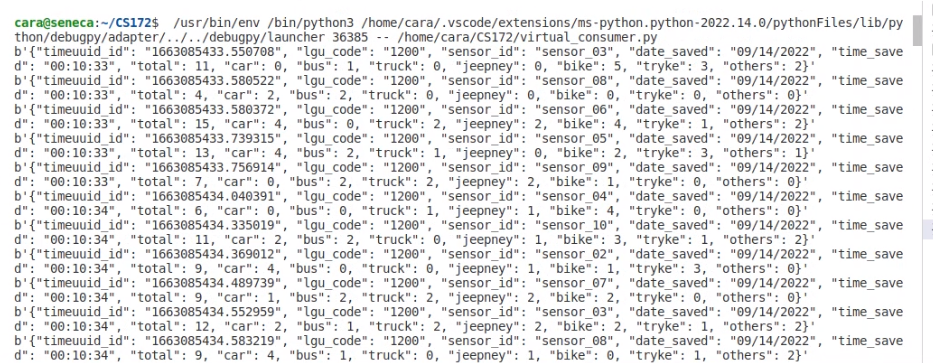 cara@seneca:~/CS172$  /usr/bin/env /bin/python3 /home/cara/.vscode/extensions/ms-python.python-2022.14.0/pythonFiles/lib/py
thon/debugpy/adapter/../../debugpy/launcher 36385 -- /home/cara/CS172/virtual_consumer.py
b'{"timeuuid_id": "1663085433.550708", "lgu_code": "1200", "sensor_id": "sensor_03", "date_saved": "09/14/2022", "time_save
d": "00:10:33", "total": 11, "car": 0, "bus": 1, "truck": 0, "jeepney": 0, "bike": 5, "tryke": 3, "others": 2}'
b'{"timeuuid_id": "1663085433.580522", "lgu_code": "1200", "sensor_id": "sensor_08", "date_saved": "09/14/2022", "time_save
d": "00:10:33", "total": 4, "car": 2, "bus": 2, "truck": 0, "jeepney": 0, "bike": 0, "tryke": 0, "others": 0}'
b'{"timeuuid_id": "1663085433.580372", "lgu_code": "1200", "sensor_id": "sensor_06", "date_saved": "09/14/2022", "time_save
d": "00:10:33", "total": 15, "car": 4, "bus": 0, "truck": 2, "jeepney": 2, "bike": 4, "tryke": 1, "others": 2}'
b'{"timeuuid_id": "1663085433.739315", "lgu_code": "1200", "sensor_id": "sensor_05", "date_saved": "09/14/2022", "time_save
d": "00:10:33", "total": 13, "car": 4, "bus": 2, "truck": 1, "jeepney": 0, "bike": 2, "tryke": 3, "others": 1}'
b'{"timeuuid_id": "1663085433.756914", "lgu_code": "1200", "sensor_id": "sensor_09", "date_saved": "09/14/2022", "time_save
d": "00:10:33", "total": 7, "car": 0, "bus": 2, "truck": 2, "jeepney": 2, "bike": 1, "tryke": 0, "others": 0}'
b'{"timeuuid_id": "1663085434.040391", "lgu_code": "1200", "sensor_id": "sensor_04", "date_saved": "09/14/2022", "time_save
d": "00:10:34", "total": 6, "car": 0, "bus": 0, "truck": 1, "jeepney": 1, "bike": 4, "tryke": 0, "others": 0}'
b'{"timeuuid_id": "1663085434.335019", "lgu_code": "1200", "sensor_id": "sensor_10", "date_saved": "09/14/2022", "time_save
d": "00:10:34", "total": 11, "car": 2, "bus": 2, "truck": 0, "jeepney": 1, "bike": 3, "tryke": 1, "others": 2}'
b'{"timeuuid_id": "1663085434.369012", "lgu_code": "1200", "sensor_id": "sensor_02", "date_saved": "09/14/2022", "time_save
d": "00:10:34", "total": 9, "car": 4, "bus": 0, "truck": 0, "jeepney": 1, "bike": 1, "tryke": 3, "others": 0}'
b'{"timeuuid_id": "1663085434.489739", "lgu_code": "1200", "sensor_id": "sensor_07", "date_saved": "09/14/2022", "time_save
d": "00:10:34", "total": 9, "car": 1, "bus": 2, "truck": 2, "jeepney": 2, "bike": 2, "tryke": 0, "others": 0}'
b'{"timeuuid_id": "1663085434.552959", "lgu_code": "1200", "sensor_id": "sensor_03", "date_saved": "09/14/2022", "time_save
d": "00:10:34", "total": 12, "car": 2, "bus": 1, "truck": 2, "jeepney": 2, "bike": 2, "tryke": 1, "others": 2}'
b'{"timeuuid_id": "1663085434.583219", "lgu_code": "1200", "sensor_id": "sensor_08", "date_saved": "09/14/2022", "time_save
d": "00:10:34", "total": 9, "car": 4, "bus": 1, "truck": 0, "jeepney": 0, "bike": 1, "tryke": 1, "others": 2}'